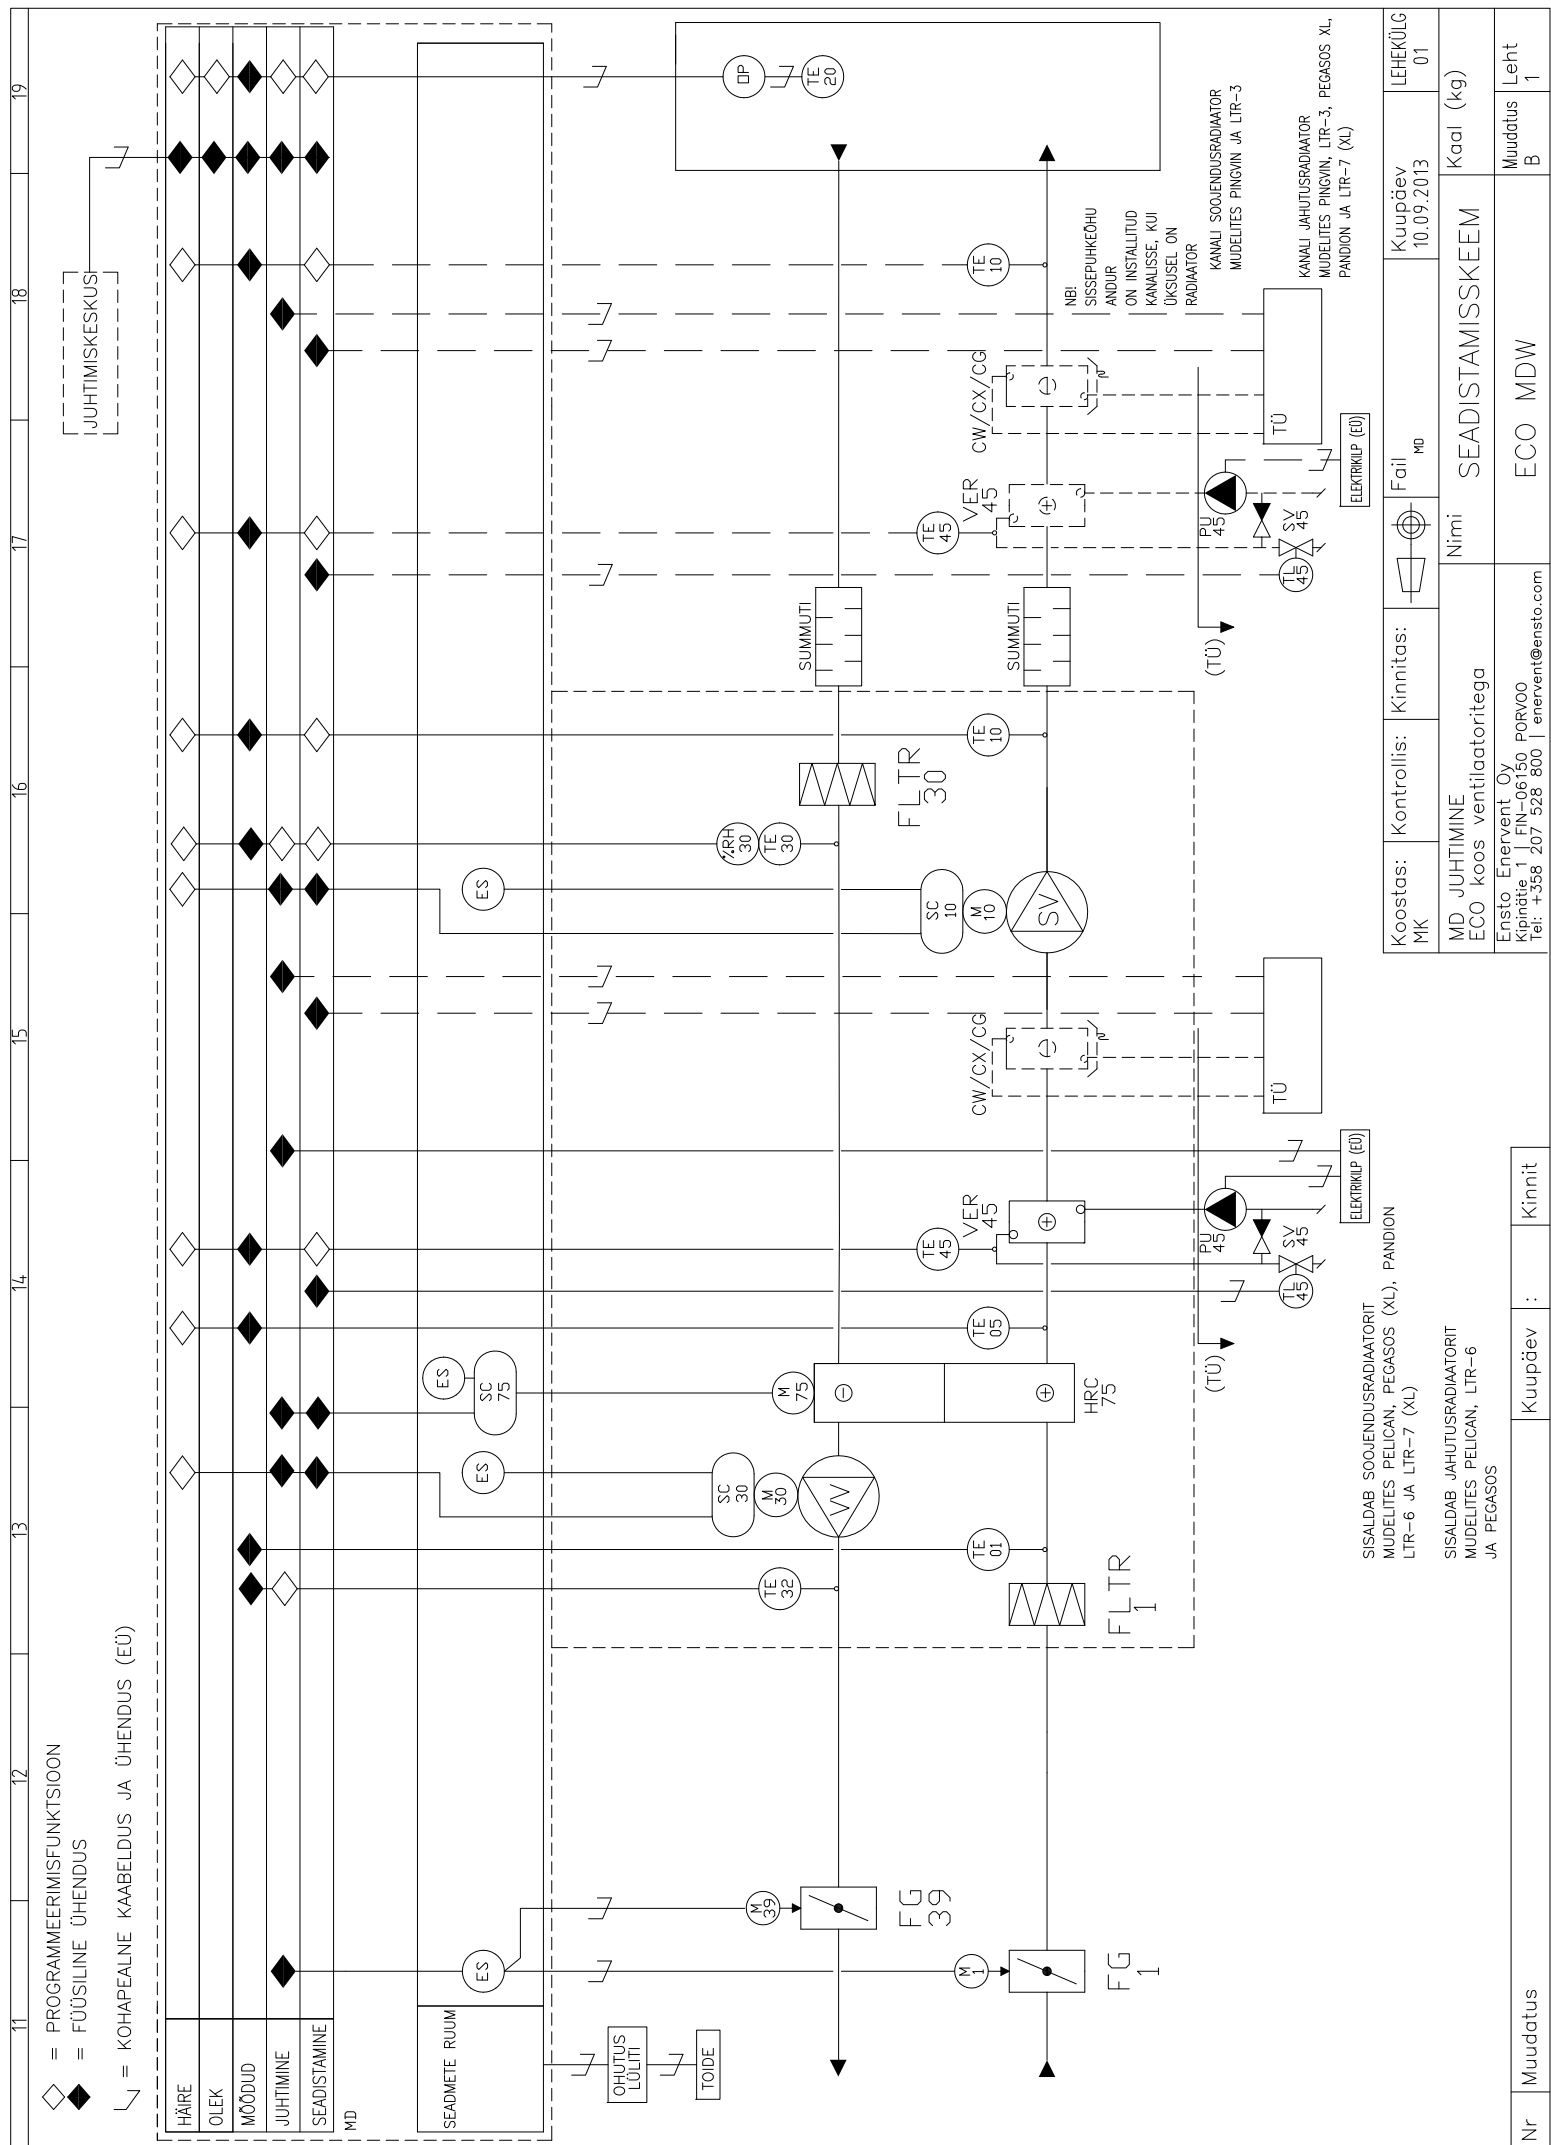 11 12 13 14 15 16 17 18 19
= PROGRAMMEERIMISFUNKTSIOON
= FÜÜSILINE ÜHENDUS
= KOHAPEALNE KAABELDUS JA ÜHENDUS (EÜ)
JUHTIMISKESKUS
HÄIRE
OLEK
MÕÕDUD
JUHTIMINE
SEADISTAMINE
MD
SEADMETE RUUM
ES
ES
SC
75
ES
ES
OHUTUS
LÜLITI
TOIDE
M
39
FG
39
M
1
FG
1
TE
32
TE
01
FLTR
1
SC
30
M
30
VV
M
75
HRC
75
TE
05
TE
45
VER
45
PU
45
SV
45
TL
45
(TÜ)
ELEKTRIKILP (EÜ)
CW/CX/CG
TÜ
SC
10
M
10
SV
%RH
30
TE
30
FLTR
30
TE
10
SUMMUTI
SUMMUTI
(TÜ)
TE
45
VER
45
PU
45
SV
45
TL
45
ELEKTRIKILP (EÜ)
CW/CX/CG
TÜ
TE
10
OP
TE
20
NB!
SISSEPUHKEÕHU
ANDUR
ON INSTALLITUD
KANALISSE, KUI
ÜKSUSEL ON
RADIAATOR
KANALI SOOJENDUSRADIAATOR
MUDELITES PINGVIN JA LTR-3
KANALI JAHUTUSRADIAATOR
MUDELITES PINGVIN, LTR-3, PEGASOS XL,
PANDION JA LTR-7 (XL)
SISALDAB SOOJENDUSRADIAATORIT
MUDELITES PELICAN, PEGASOS (XL), PANDION
LTR-6 JA LTR-7 (XL)
SISALDAB JAHUTUSRADIAATORIT
MUDELITES PELICAN, LTR-6
JA PEGASOS
Koostas:
MK
Kontrollis:
Kinnitas:
Fail
MD
Kuupäev
10.09.2013
LEHEKÜLG
01
MD JUHTIMINE
ECO koos ventilaatoritega
Nimi
SEADISTAMISSKEEM
Kaal (kg)
Ensto Enervent Oy
Kipinätie 1 | FIN-06150 PORVOO
Tel: +358 207 528 800 | enervent@ensto.com
ECO MDW
Muudatus
B
Leht
1
Nr
Muudatus
Kuupäev
:
Kinnit